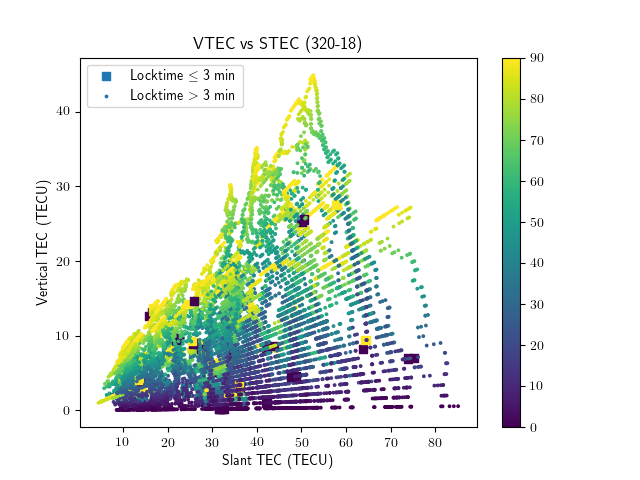 VTEC vs STEC (320-18)
Locktime ≤ 3 min
Locktime > 3 min
Vertical TEC (TECU)
40
30
20
10
0
10 20 30 40 50 60 70 80
Slant TEC (TECU)
90
80
70
60
50
40
30
20
10
0